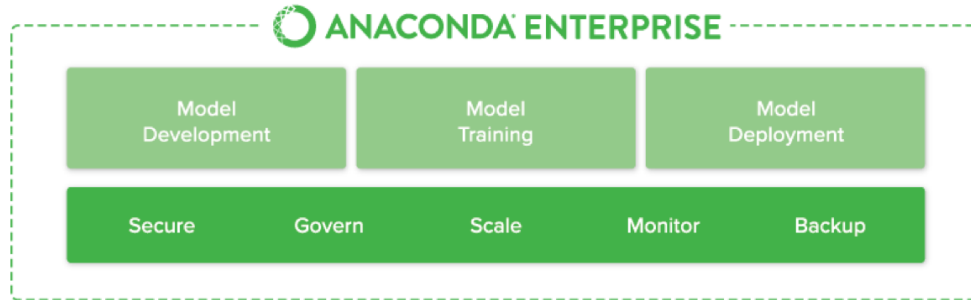 ANACONDA ENTERPRISE
Model Development
Model Training
Model Deployment
Secure Govern Scale Monitor Backup